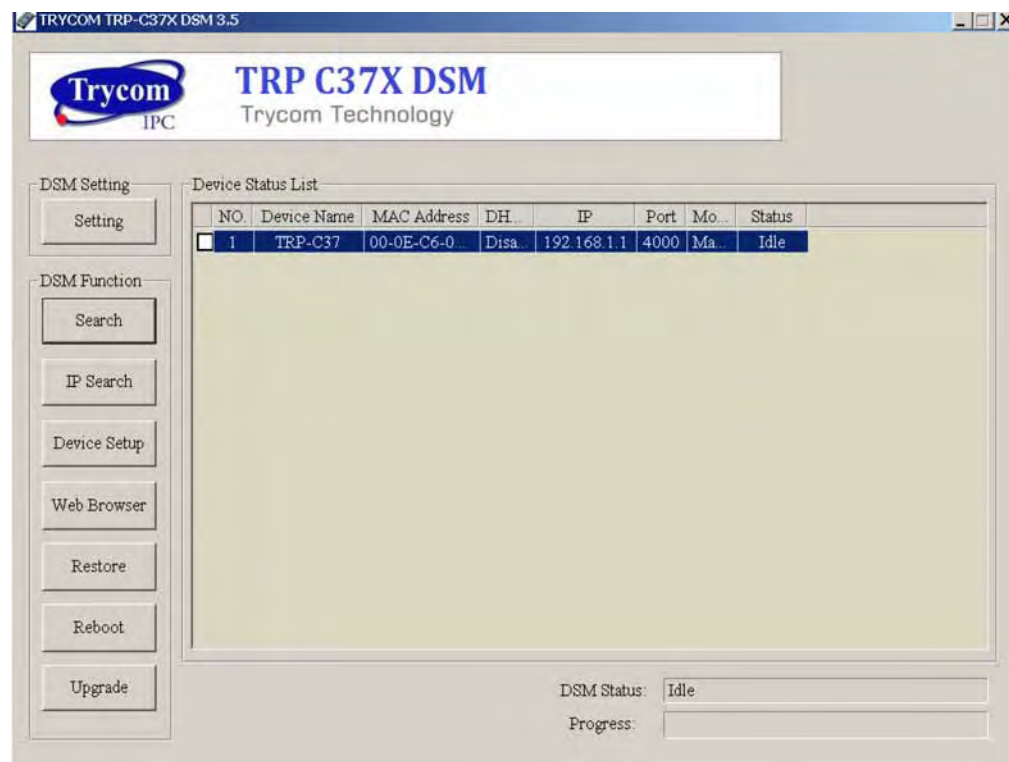 TRYCOM TRP-C37X DSM 3.5
Trycom
IPC
TRP C37X DSM
Trycom Technology
DSM Setting
Setting
DSM Function
Search
IP Search
Device Setup
Web Browser
Restore
Reboot
Upgrade
Device Status List
NO. Device Name MAC Address DH... IP Port Mo... Status
1 TRP-C37 00-0E-C6-0... Disa... 192.168.1.1 4000 Ma... Idle
DSM Status: Idle
Progress: